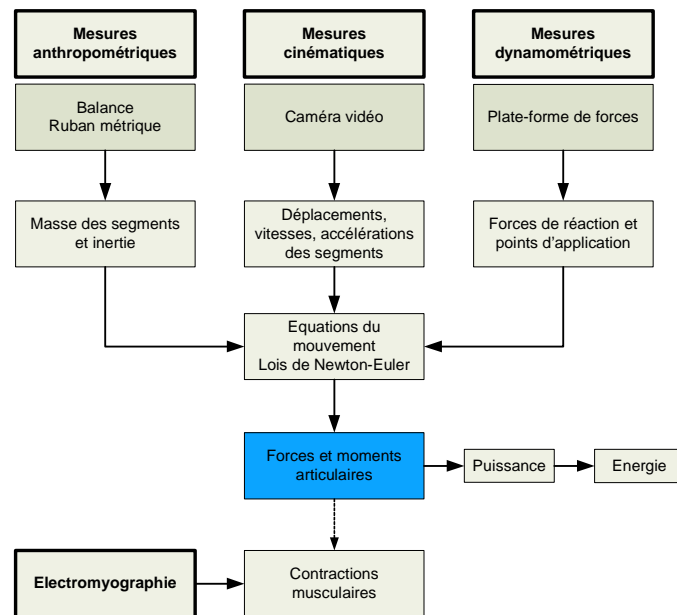 Mesures
anthropométriques
Mesures
cinématiques
Mesures
dynamométriques
Balance
Ruban métrique
Caméra vidéo
Plate-forme de forces
Masse des segments
et inertie
Déplacements,
vitesses, accélérations
des segments
Forces de réaction et
points d'application
Equations du
mouvement
Lois de Newton-Euler
Forces et moments
articulaires
Puissance
Energie
Electromyographie
Contractions
musculaires